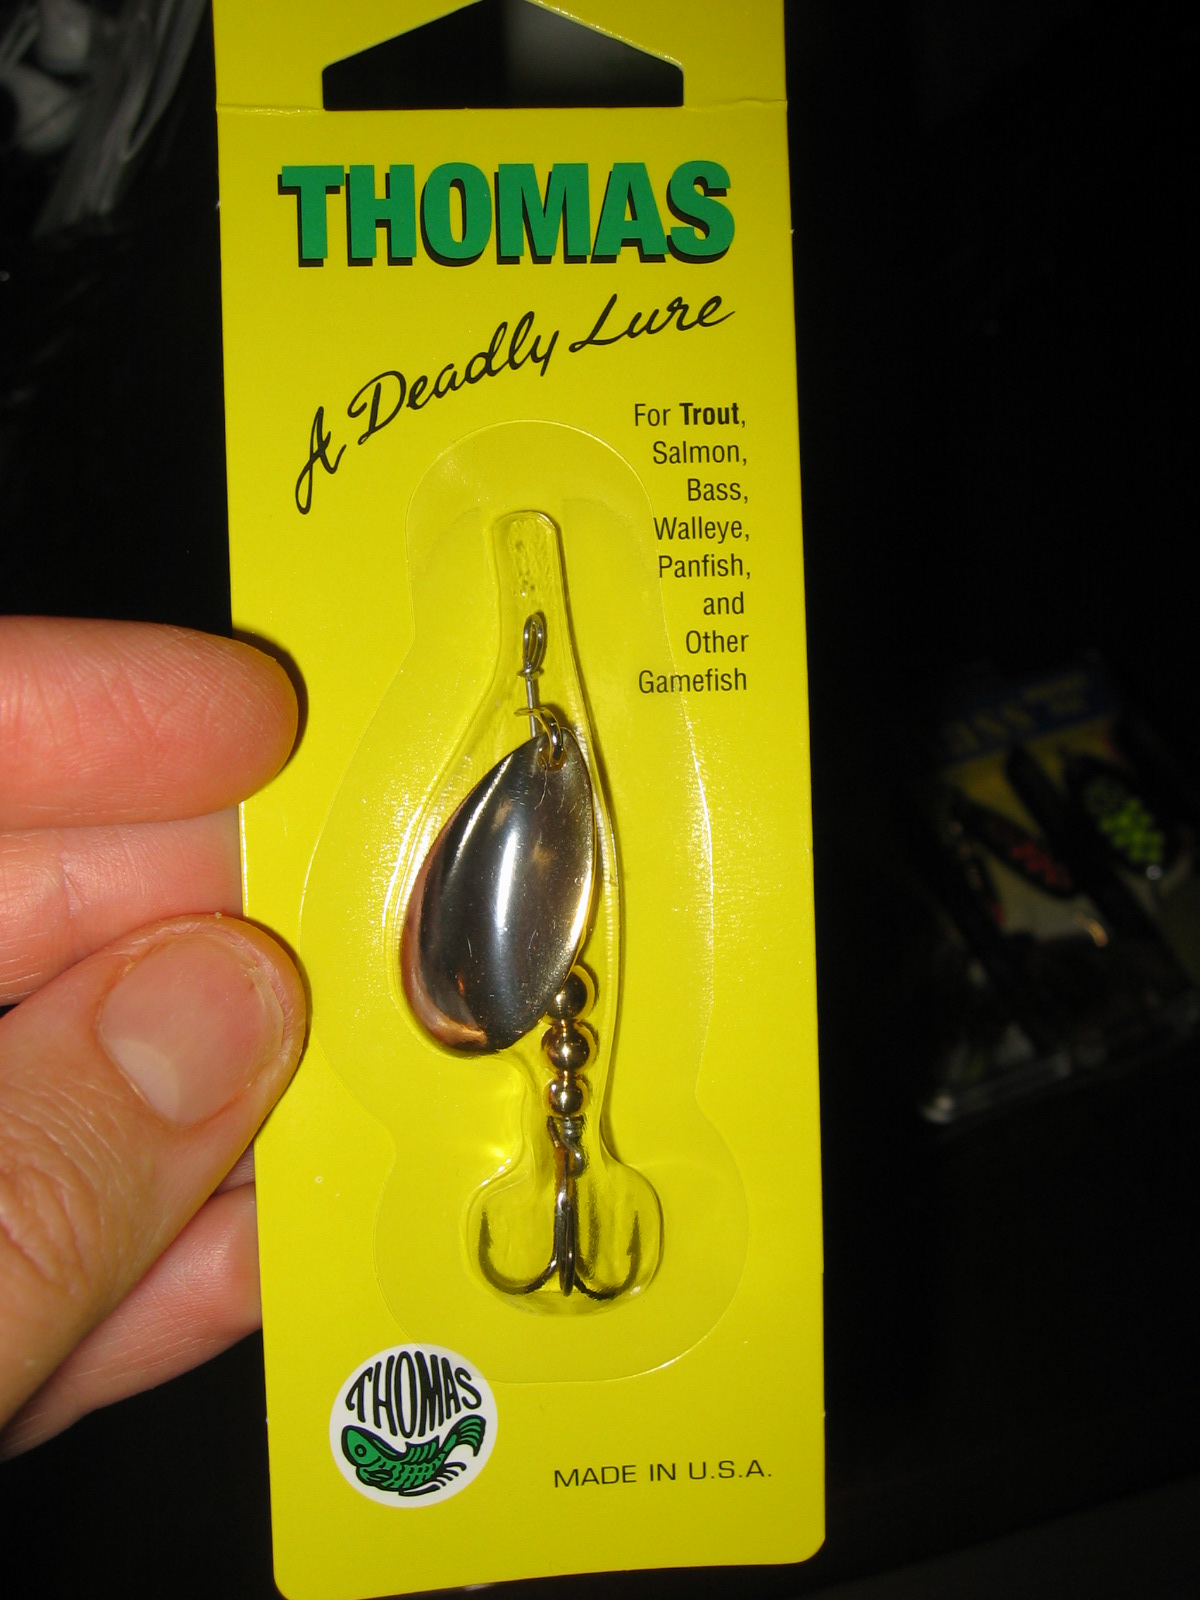 THOMAS
A Deadly Lure
For Trout,
Salmon,
Bass,
Walleye,
Panfish,
and
Other
Gamefish
THOMAS
MADE IN U.S.A.